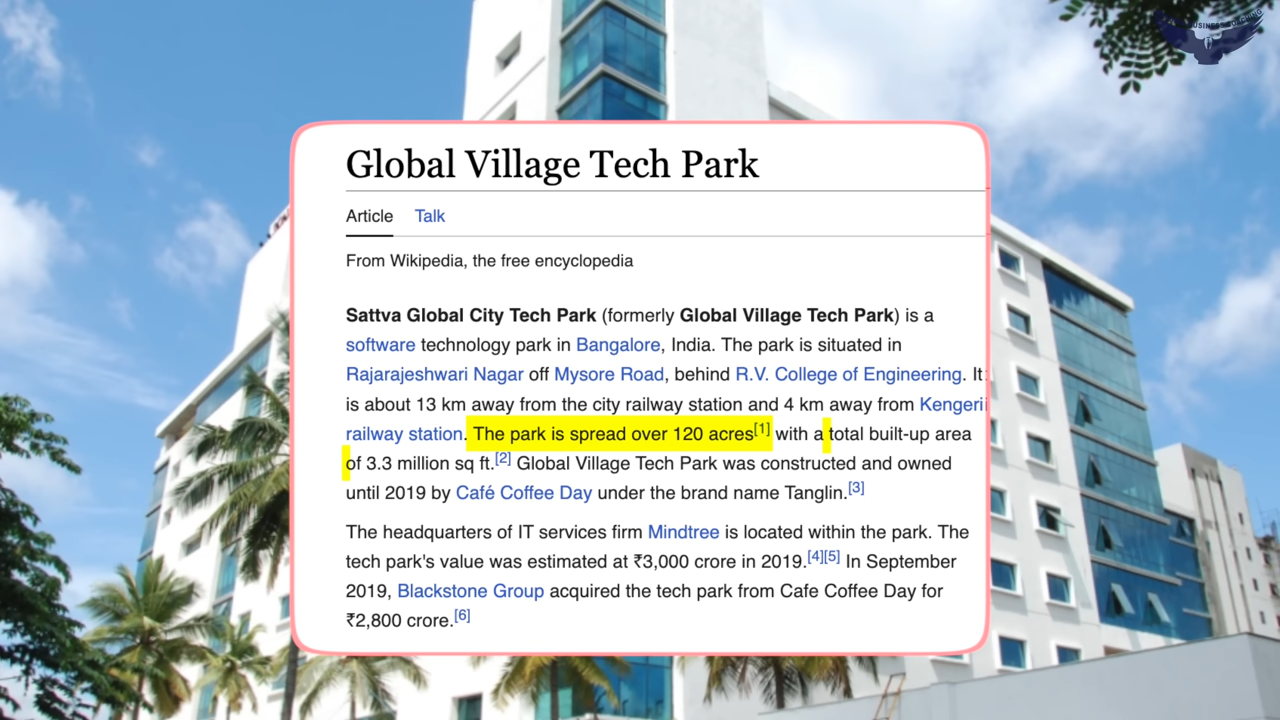 BUSINESS
Global Village Tech Park
Article Talk
From Wikipedia, the free encyclopedia
Sattva Global City Tech Park (formerly Global Village Tech Park) is a
software technology park in Bangalore, India. The park is situated in
Rajarajeshwari Nagar off Mysore Road, behind R.V. College of Engineering. It
is about 13 km away from the city railway station and 4 km away from Kengeri
railway station. The park is spread over 120 acres[1] with a total built-up area
of 3.3 million sq ft.[2] Global Village Tech Park was constructed and owned
until 2019 by Café Coffee Day under the brand name Tanglin.[3]
The headquarters of IT services firm Mindtree is located within the park. The
tech park's value was estimated at ₹3,000 crore in 2019.[4][5] In September
2019, Blackstone Group acquired the tech park from Cafe Coffee Day for
₹2,800 crore.[6]